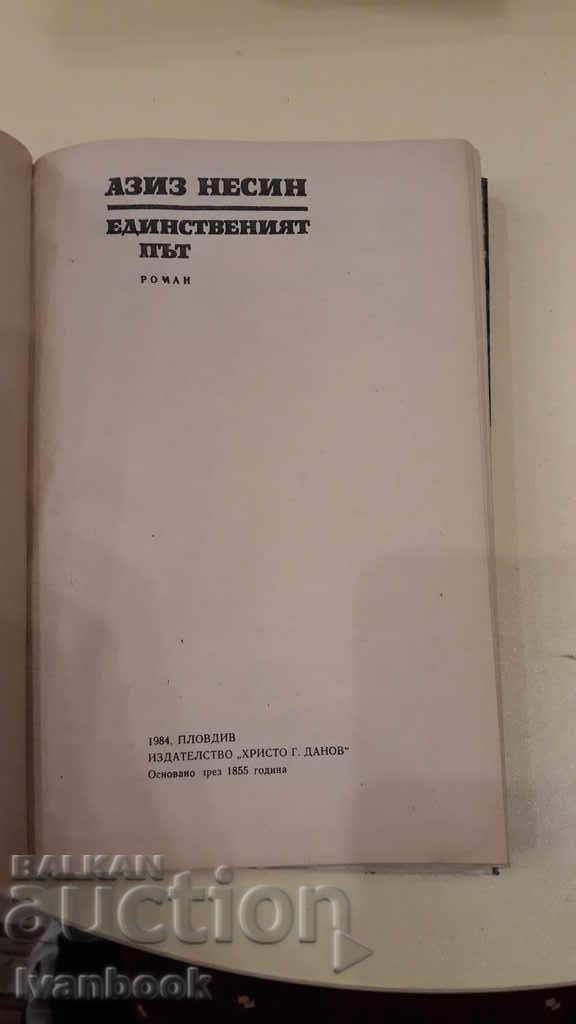 АЗИЗ НЕСИН
ЕДИНСТВЕНИЯТ
ПЪТ
РОМАН
1984, ПЛОВДИВ
ИЗДАТЕЛСТВО „ХРИСТО Г. ДАНОВ"
Основано през 1855 година
BALKAN
auction
Ivanbook